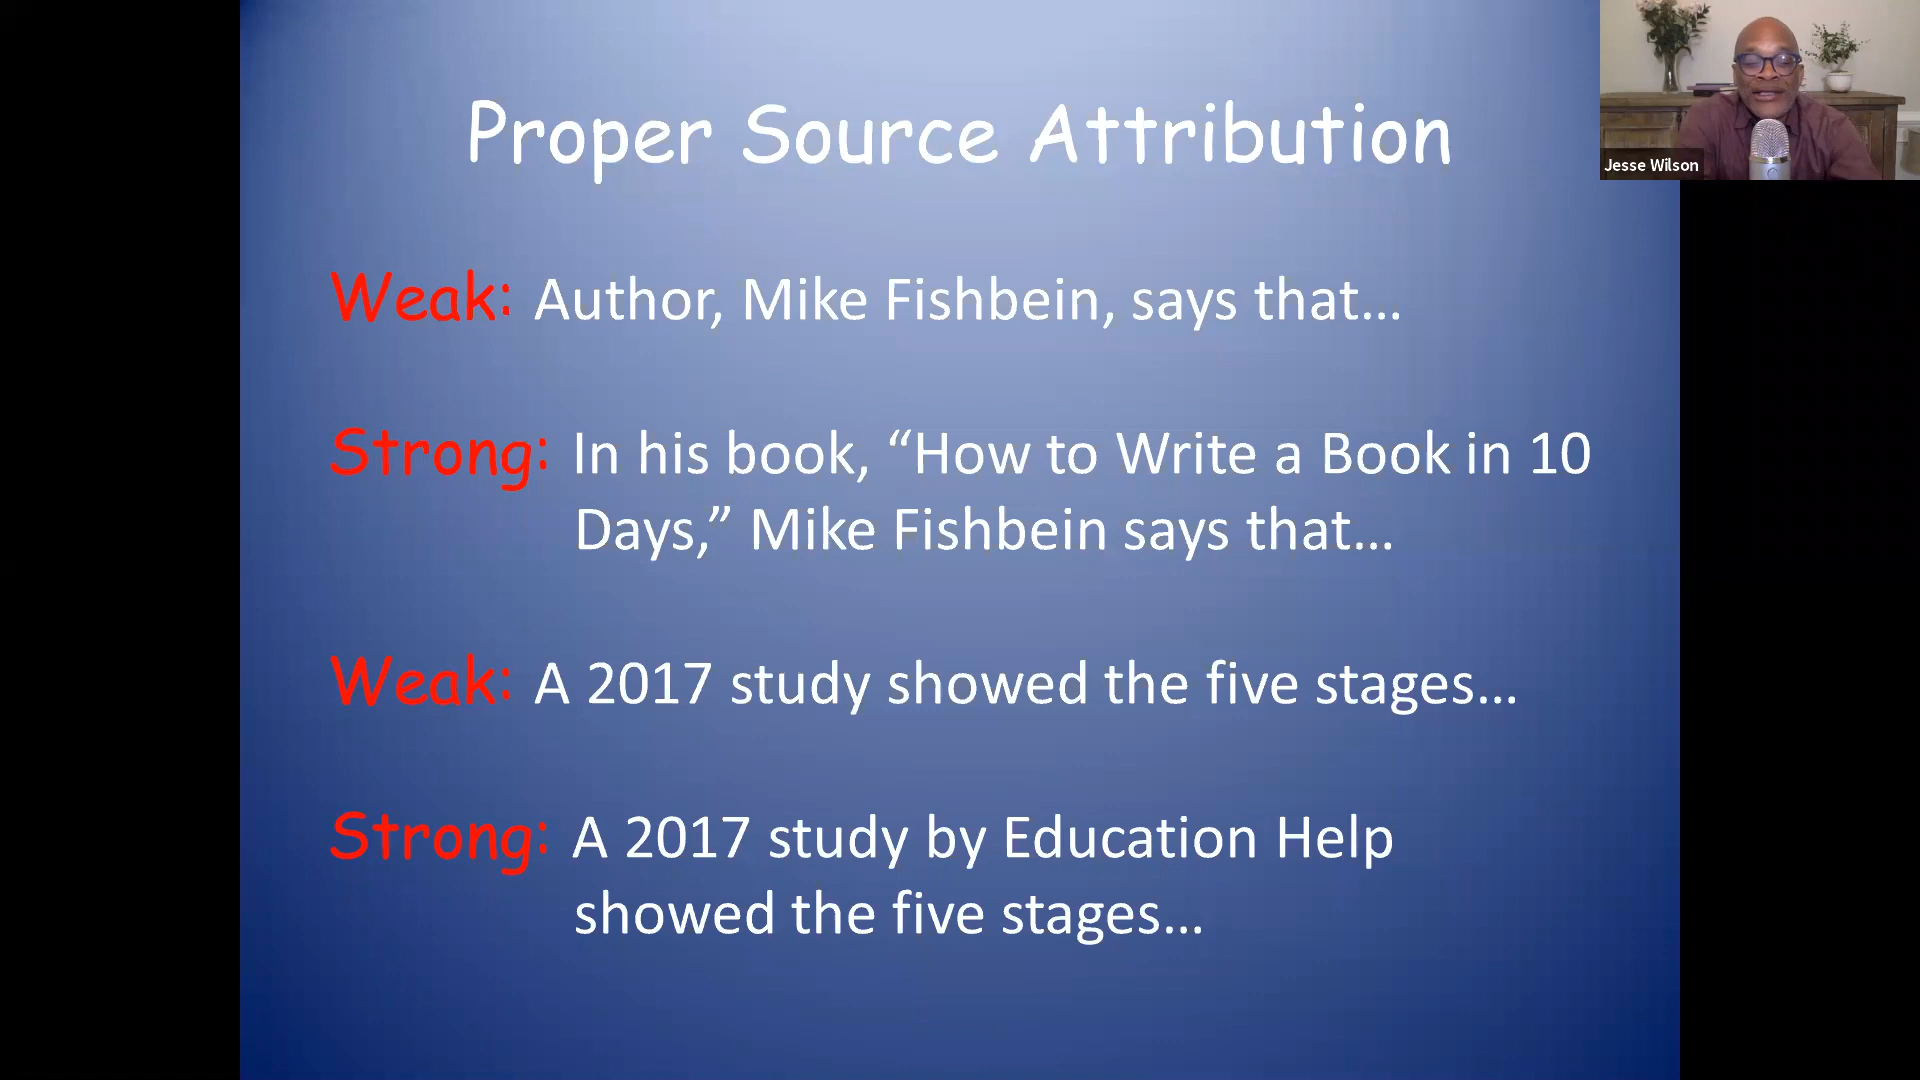 Proper Source Attribution
Jesse Wilson
Weak: Author, Mike Fishbein, says that…
Strong: In his book, “How to Write a Book in 10
Days,” Mike Fishbein says that…
Weak: A 2017 study showed the five stages…
Strong: A 2017 study by Education Help
showed the five stages…